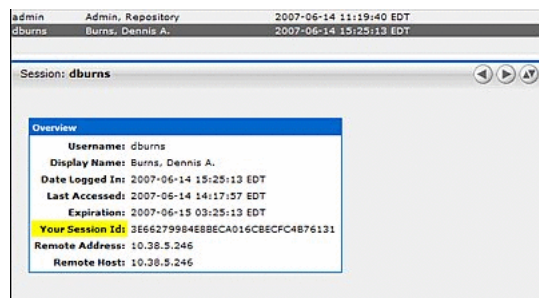 admin Admin, Repository 2007-06-14 11:19:40 EDT
dburns Burns, Dennis A. 2007-06-14 15:25:13 EDT
Session: dburns
Overview
Username: dburns
Display Name: Burns, Dennis A.
Date Logged In: 2007-06-14 15:25:13 EDT
Last Accessed: 2007-06-14 14:17:57 EDT
Expiration: 2007-06-15 03:25:13 EDT
Your Session Id: 3E66279984E8BECA016CBECFC4B76131
Remote Address: 10.38.5.246
Remote Host: 10.38.5.246